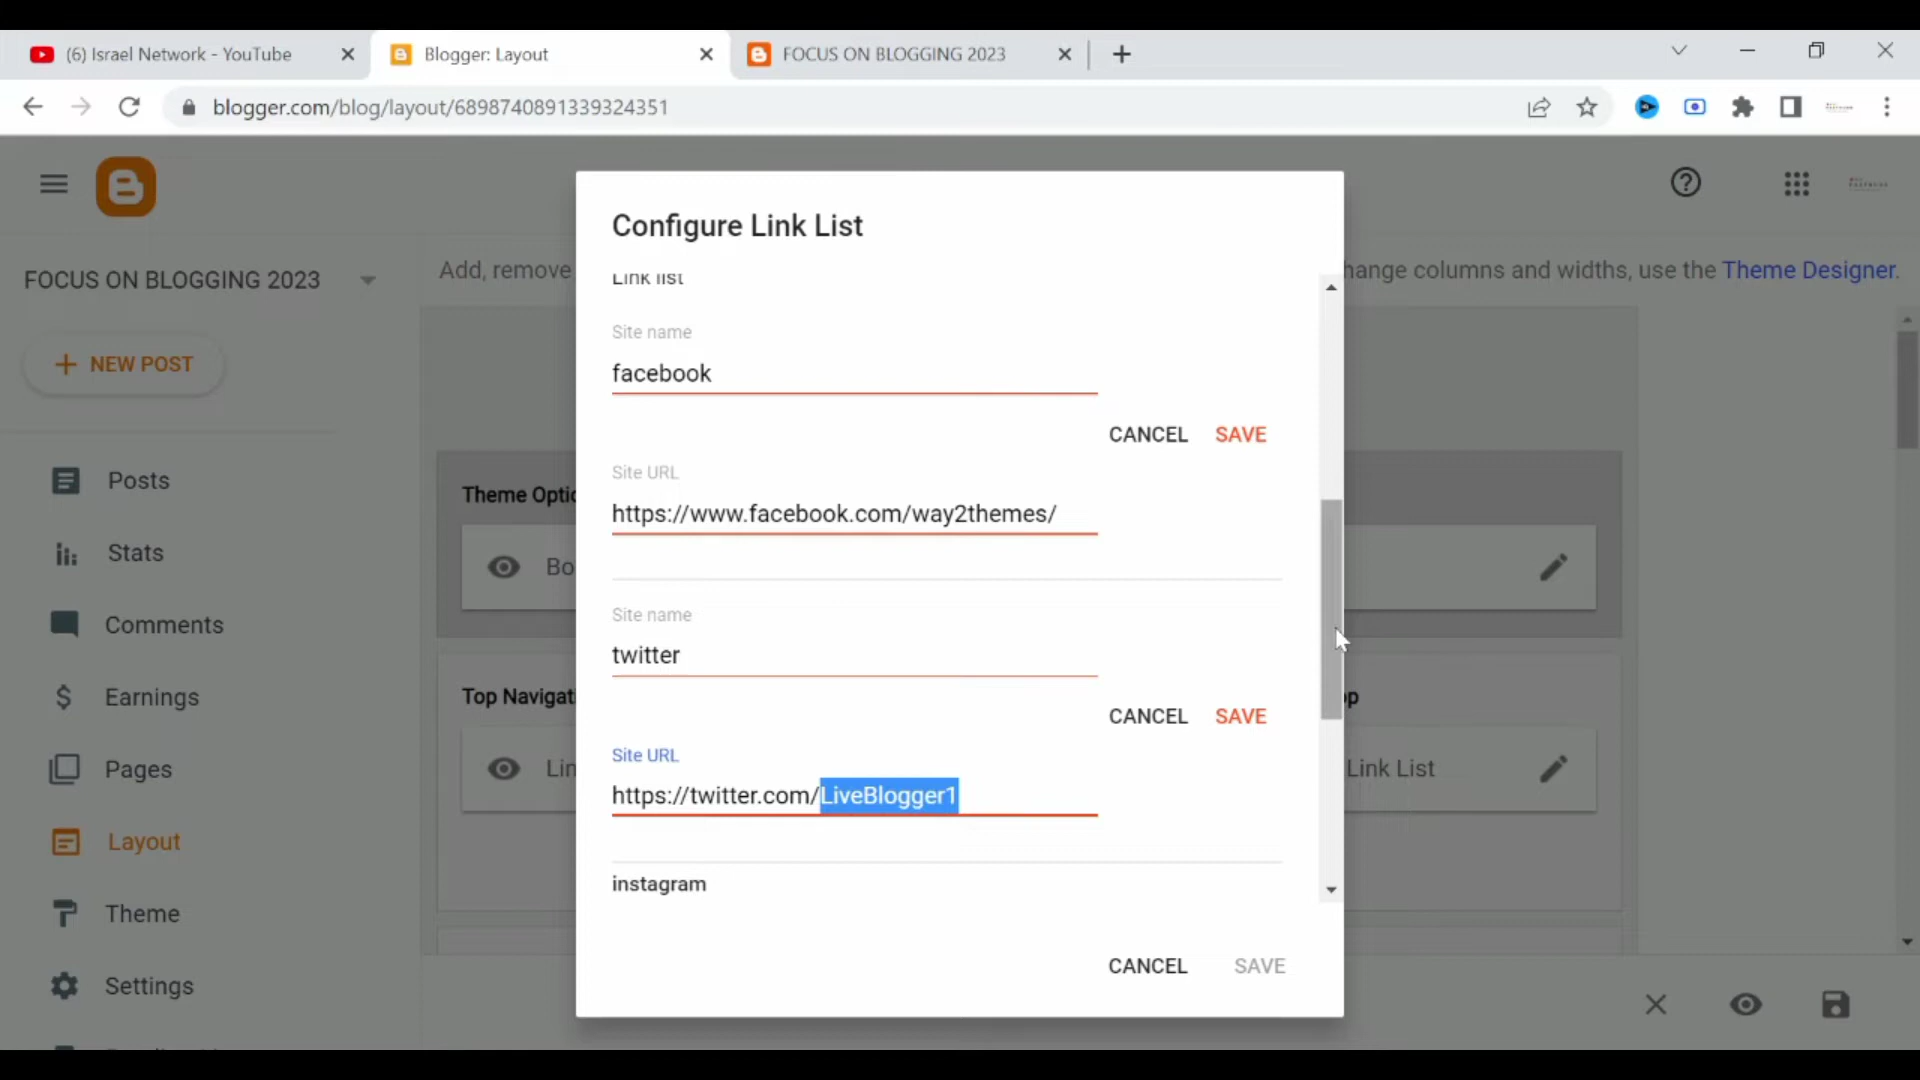 (6) Israel Network - YouTube
Blogger: Layout
FOCUS ON BLOGGING 2023
blogger.com/blog/layout/6898740891339324351
FOCUS ON BLOGGING 2023
NEW POST
Posts
Stats
Comments
Earnings
Pages
Layout
Theme
Settings
Add, remove
hange columns and widths, use the Theme Designer.
Theme Optic
Bo
Top Navigati
Lin
op
Link List
Configure Link List
Link list
Site name
facebook
CANCEL SAVE
Site URL
https://www.facebook.com/way2themes/
Site name
twitter
CANCEL SAVE
Site URL
https://twitter.com/LiveBlogger1
instagram
CANCEL SAVE